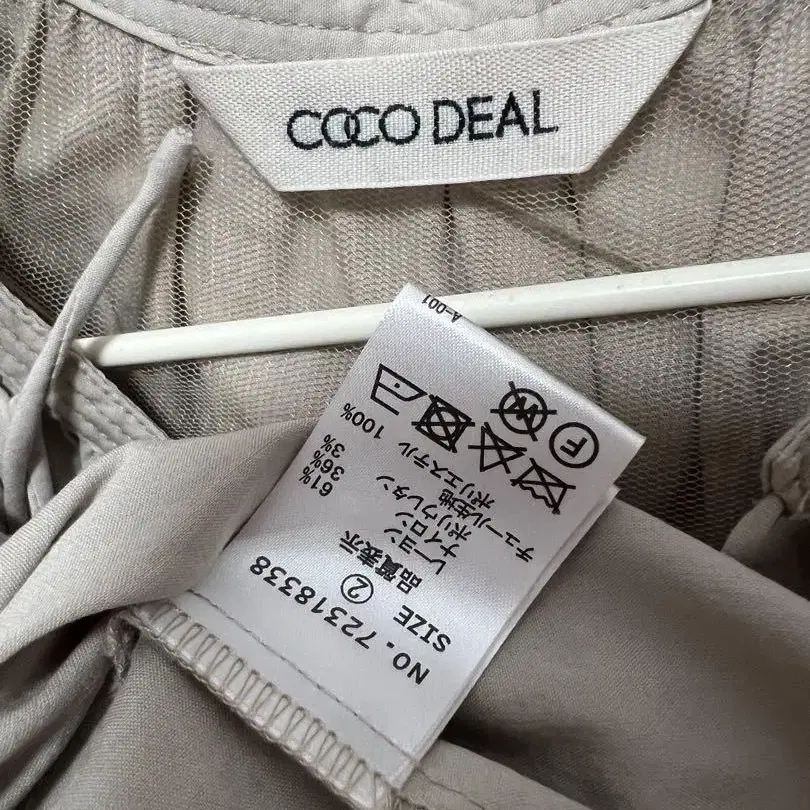 COCO DEAL
NO. 72318338
SIZE ②
品質表示
レーヨン 61%
ナイロン 36%
ポリウレタン 3%
チュール生地
ポリエステル 100%
F
W
A-001